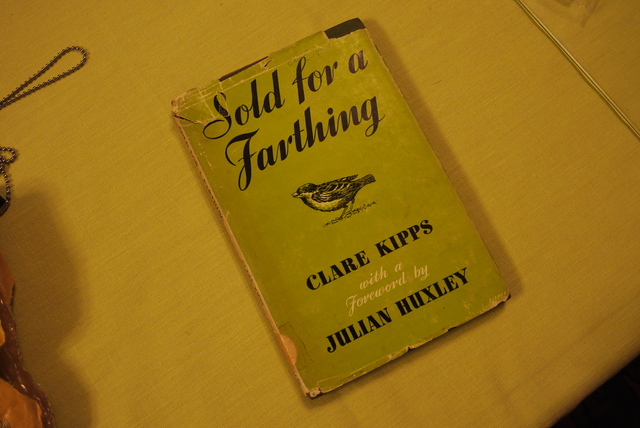 Sold for a
Farthing
CLARE KIPPS
with a
Foreword by
JULIAN HUXLEY